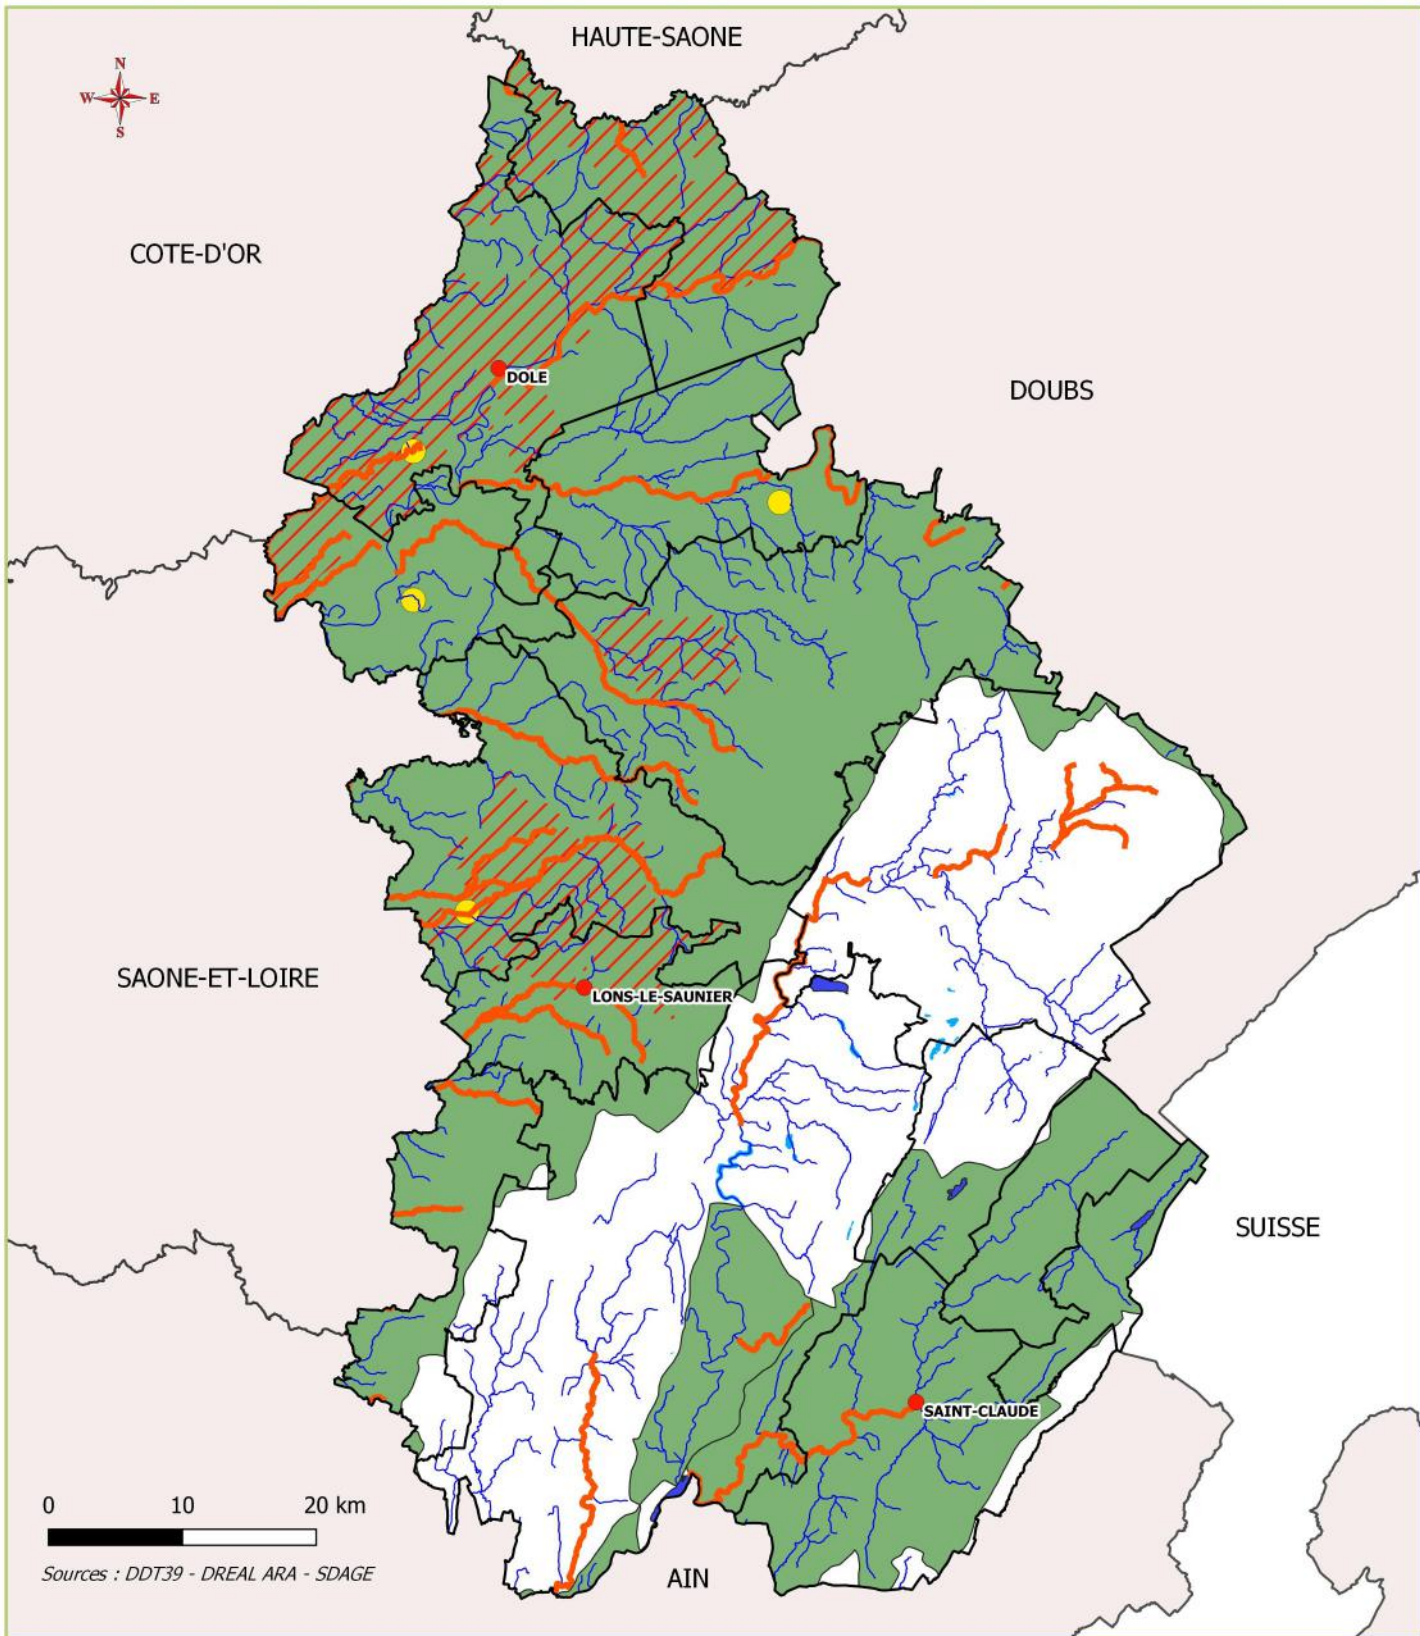 HAUTE-SAONE
N
W E
S
COTE-D'OR
DOLE
DOUBS
SAONE-ET-LOIRE
LONS-LE-SAUNIER
SUISSE
SAINT-CLAUDE
0 10 20 km
Sources : DDT39 - DREAL ARA - SDAGE
AIN